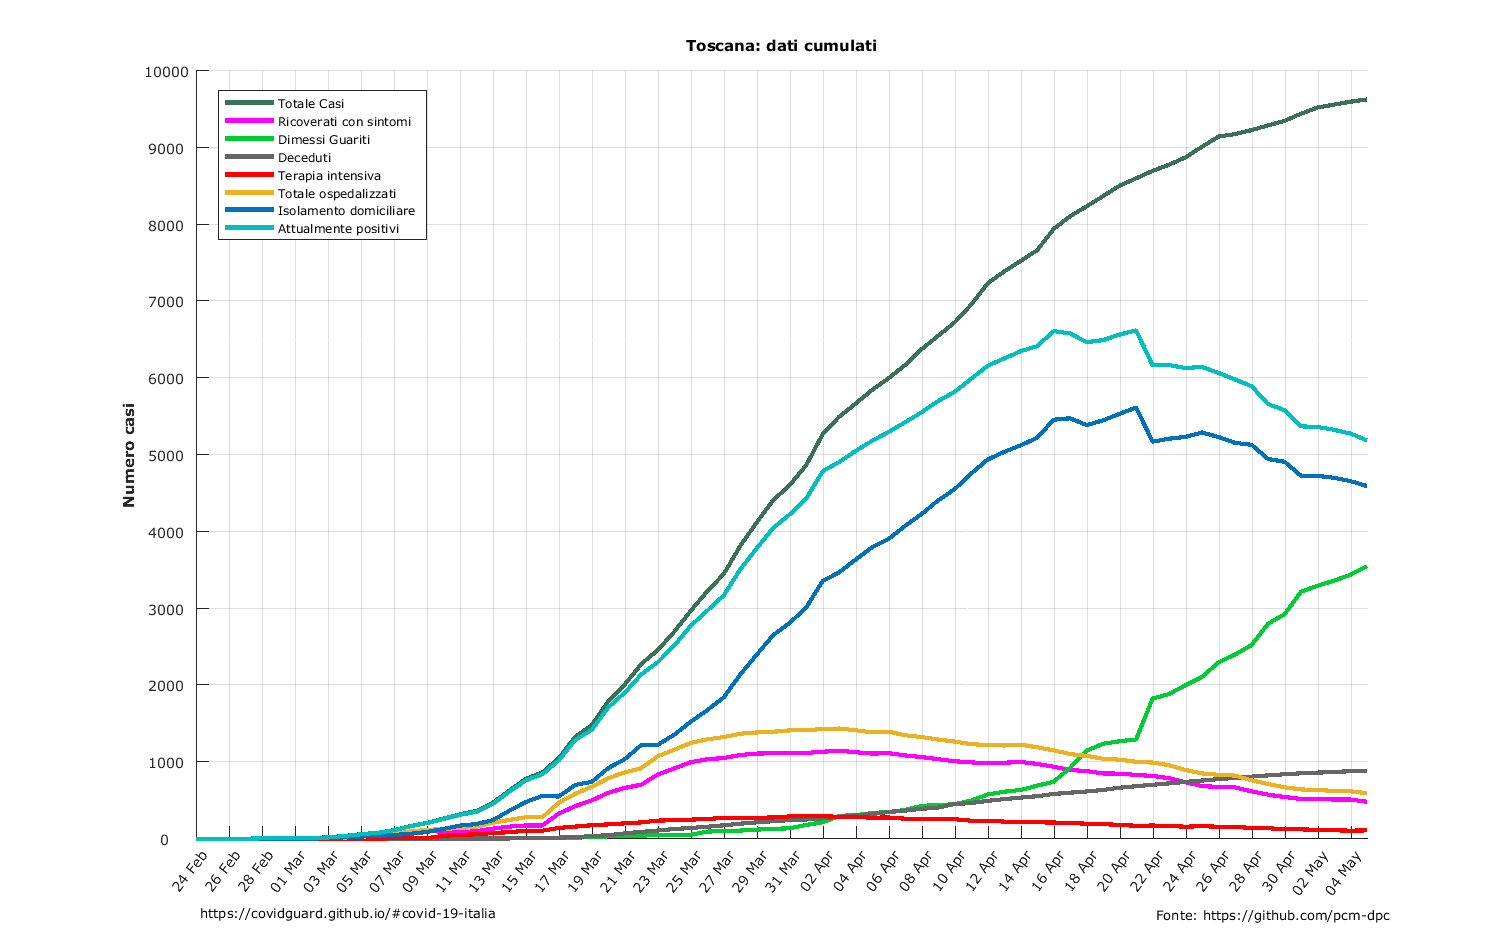 Toscana: dati cumulati
Numero casi
10000
9000
8000
7000
6000
5000
4000
3000
2000
1000
0
Totale Casi
Ricoverati con sintomi
Dimessi Guariti
Deceduti
Terapia intensiva
Totale ospedalizzati
Isolamento domiciliare
Attualmente positivi
24 Feb
26 Feb
28 Feb
01 Mar
03 Mar
05 Mar
07 Mar
09 Mar
11 Mar
13 Mar
15 Mar
17 Mar
19 Mar
21 Mar
23 Mar
25 Mar
27 Mar
29 Mar
31 Mar
02 Apr
04 Apr
06 Apr
08 Apr
10 Apr
12 Apr
14 Apr
16 Apr
18 Apr
20 Apr
22 Apr
24 Apr
26 Apr
28 Apr
30 Apr
02 May
04 May
https://covidguard.github.io/#covid-19-italia
Fonte: https://github.com/pcm-dpc